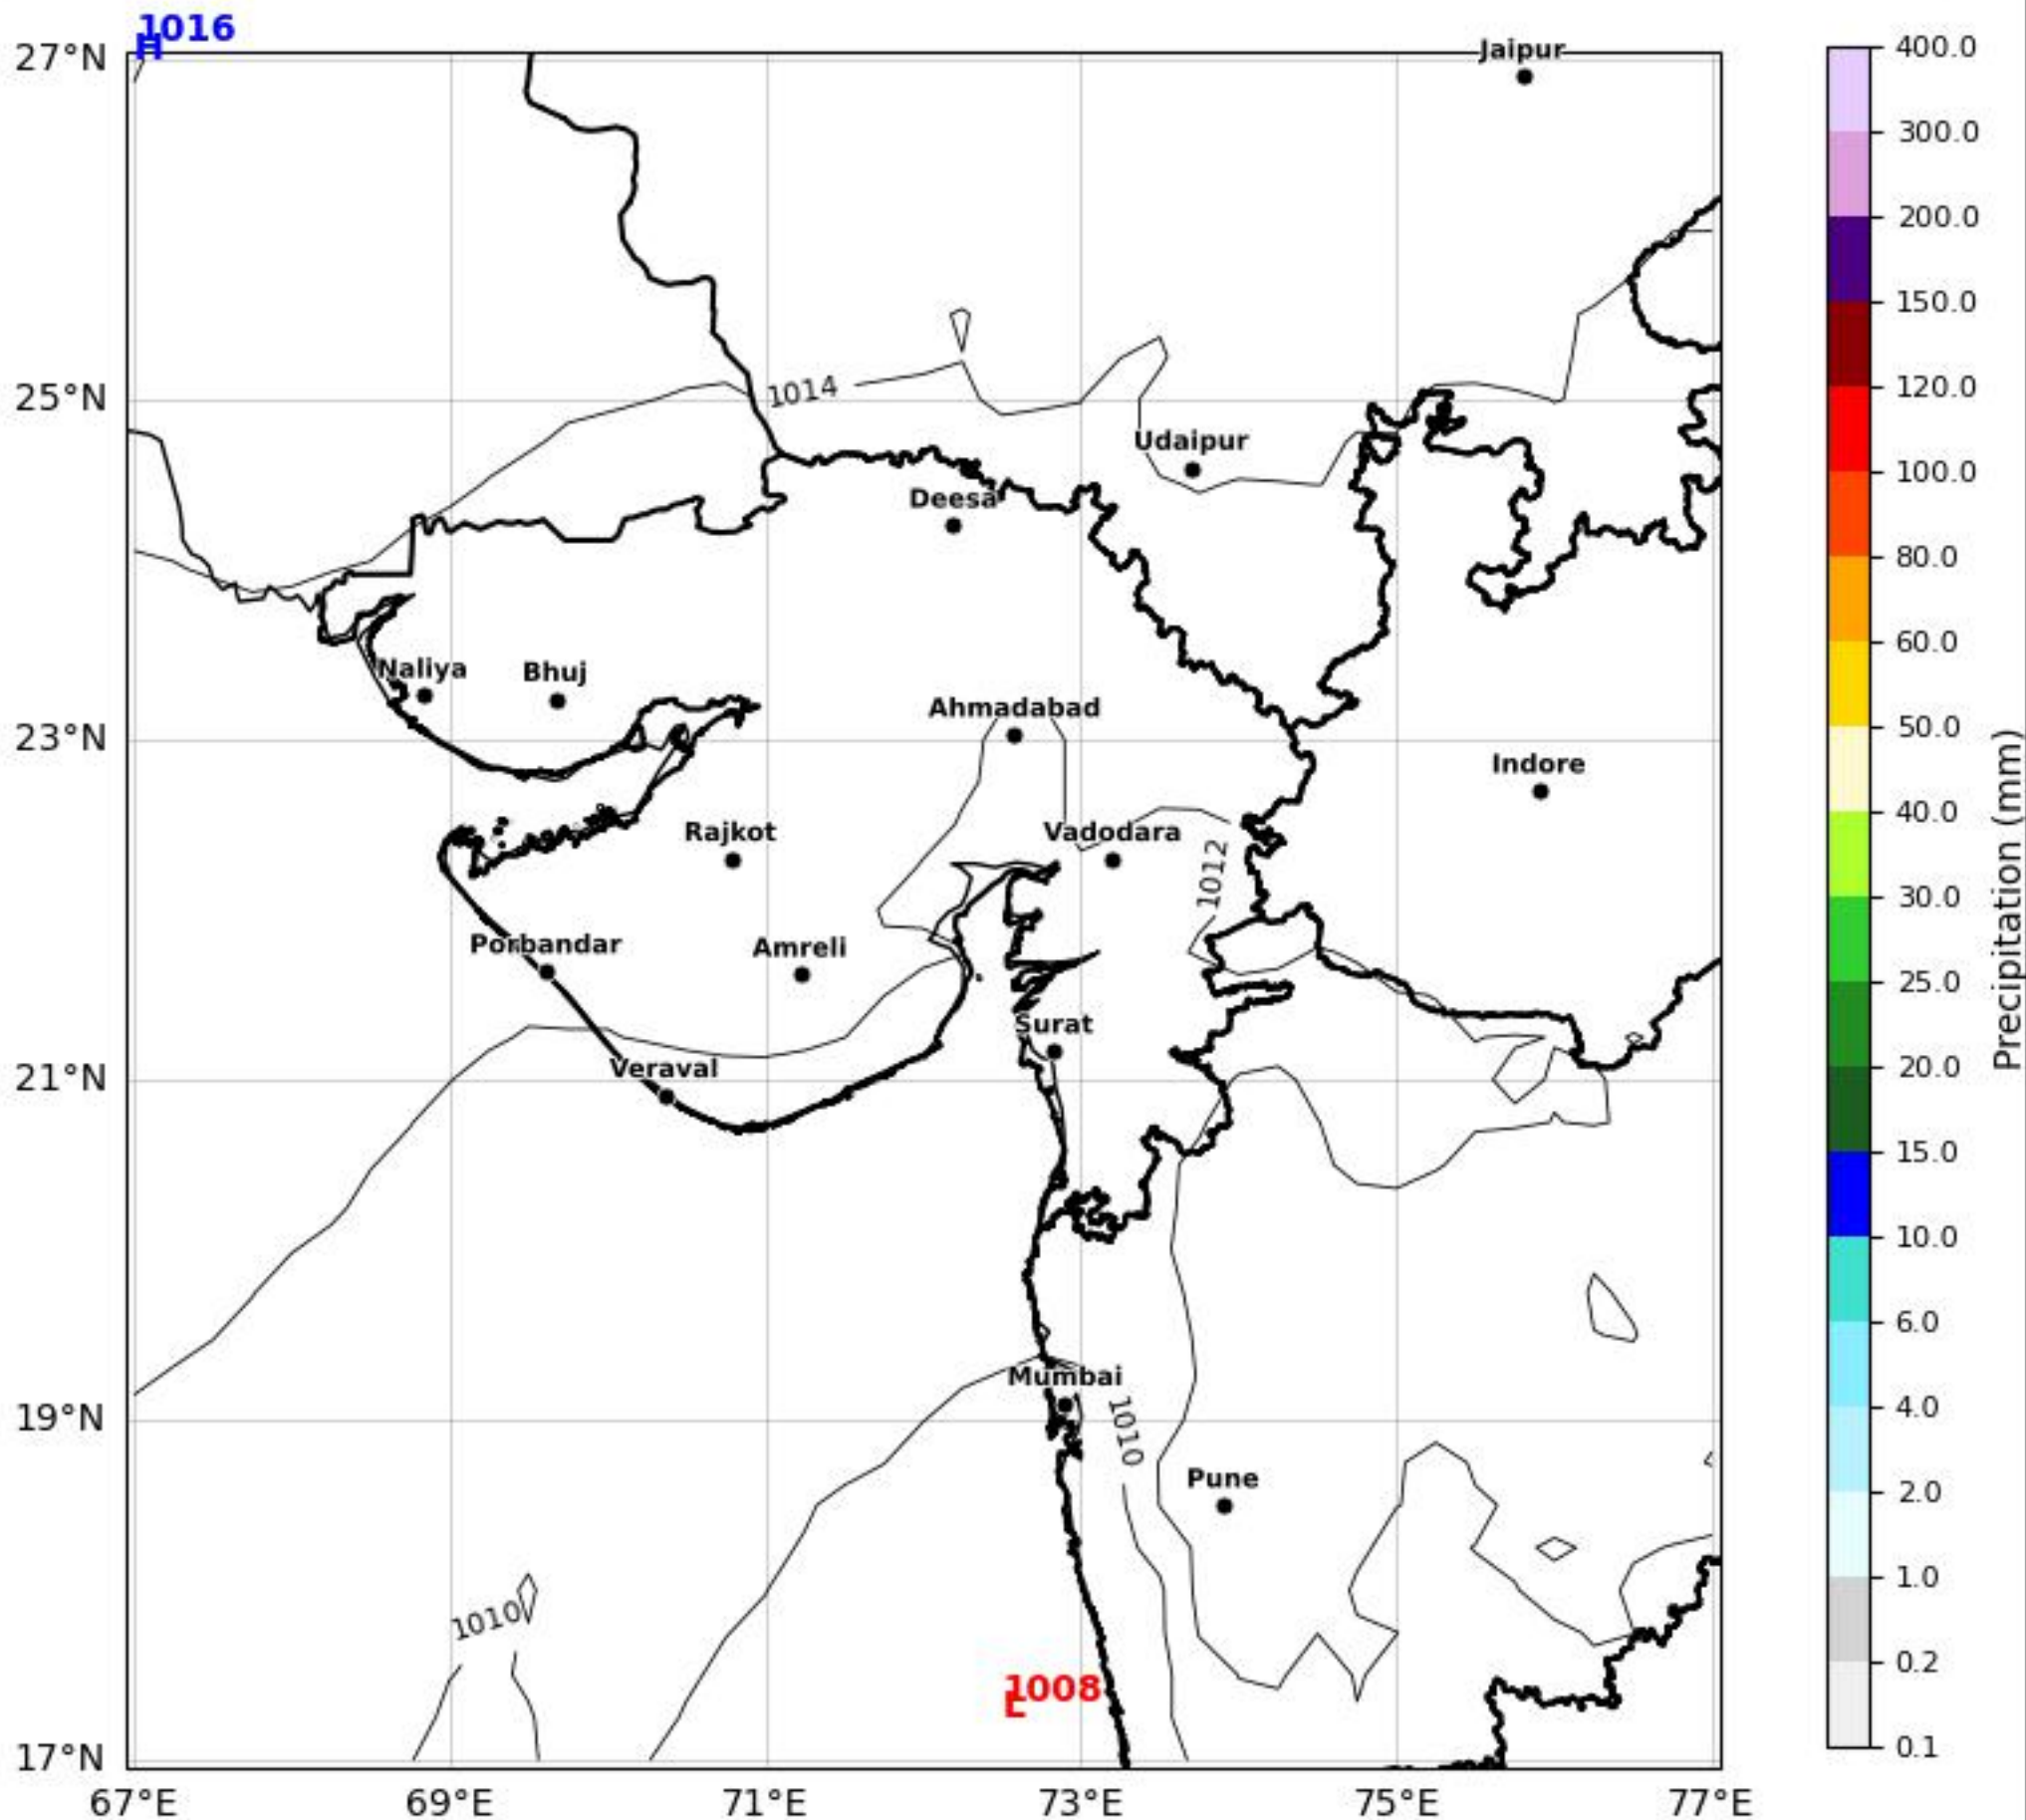 1016
H
27°N
Jaipur
400.0
300.0
200.0
150.0
25°N
1014
120.0
Udaipur
100.0
Deesa
80.0
60.0
Naliya
Bhuj
Ahmadabad
50.0
23°N
Indore
40.0
Rajkot
Vadodara
1012
30.0
Porbandar
Amreli
25.0
Surat
20.0
21°N
Veraval
15.0
10.0
6.0
Mumbai
4.0
19°N
1010
Pune
2.0
1.0
1010
0.2
1008
L
17°N
0.1
67°E
69°E
71°E
73°E
75°E
77°E
Precipitation (mm)